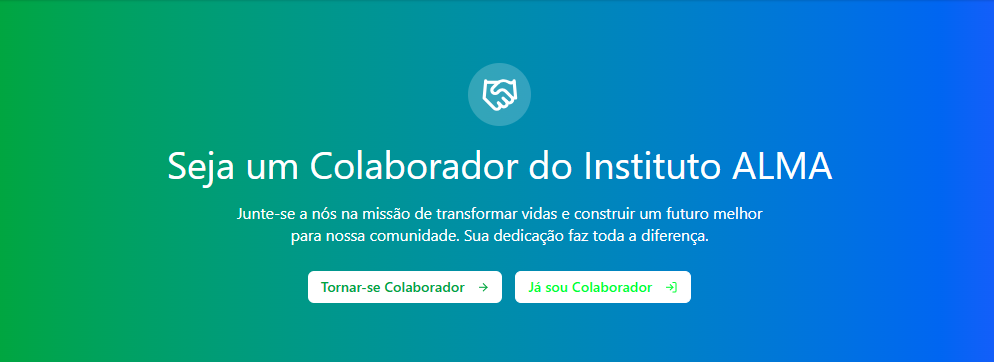 Seja um Colaborador do Instituto ALMA
Junte-se a nós na missão de transformar vidas e construir um futuro melhor
para nossa comunidade. Sua dedicação faz toda a diferença.
Tornar-se Colaborador
Já sou Colaborador